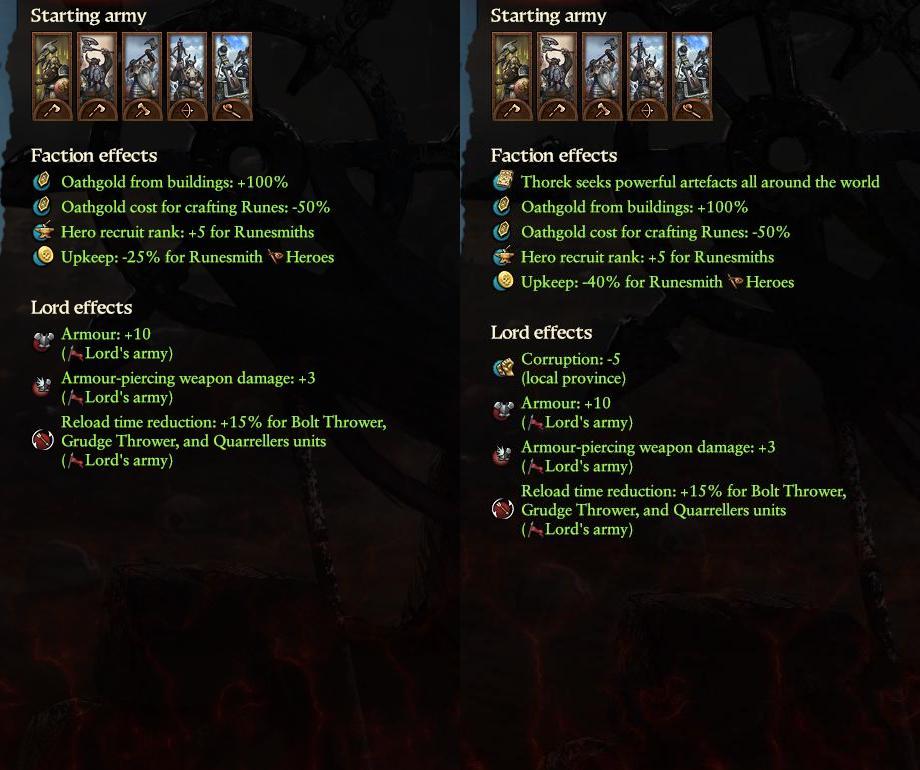 Starting army
Faction effects
Oathgold from buildings: +100%
Oathgold cost for crafting Runes: -50%
Hero recruit rank: +5 for Runesmiths
Upkeep: -25% for Runesmith Heroes
Lord effects
Armour: +10
(Lord's army)
Armour-piercing weapon damage: +3
(Lord's army)
Reload time reduction: +15% for Bolt Thrower,
Grudge Thrower, and Quarrellers units
(Lord's army)
Starting army
Faction effects
Thorek seeks powerful artefacts all around the world
Oathgold from buildings: +100%
Oathgold cost for crafting Runes: -50%
Hero recruit rank: +5 for Runesmiths
Upkeep: -40% for Runesmith Heroes
Lord effects
Corruption: -5
(local province)
Armour: +10
(Lord's army)
Armour-piercing weapon damage: +3
(Lord's army)
Reload time reduction: +15% for Bolt Thrower,
Grudge Thrower, and Quarrellers units
(Lord's army)